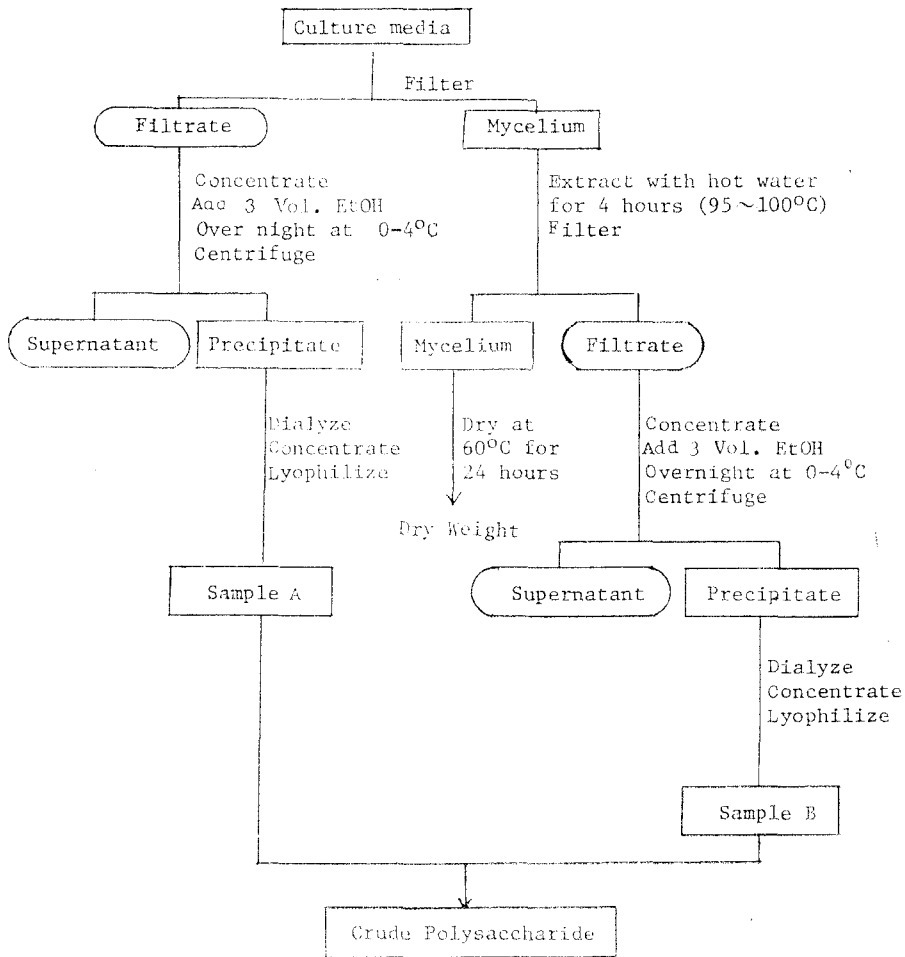 Culture media
Filter
Filtrate
Mycelium
Concentrate
Add 3 Vol. EtOH
Over night at 0-4°C
Centrifuge
Extract with hot water
for 4 hours (95~100°C)
Filter
Supernatant
Precipitate
Mycelium
Filtrate
Dialyze
Concentrate
Lyophilize
Dry at
60°C for
24 hours
Dry Weight
Concentrate
Add 3 Vol. EtOH
Overnight at 0-4°C
Centrifuge
Sample A
Supernatant
Precipitate
Dialyze
Concentrate
Lyophilize
Sample B
Crude Polysaccharide